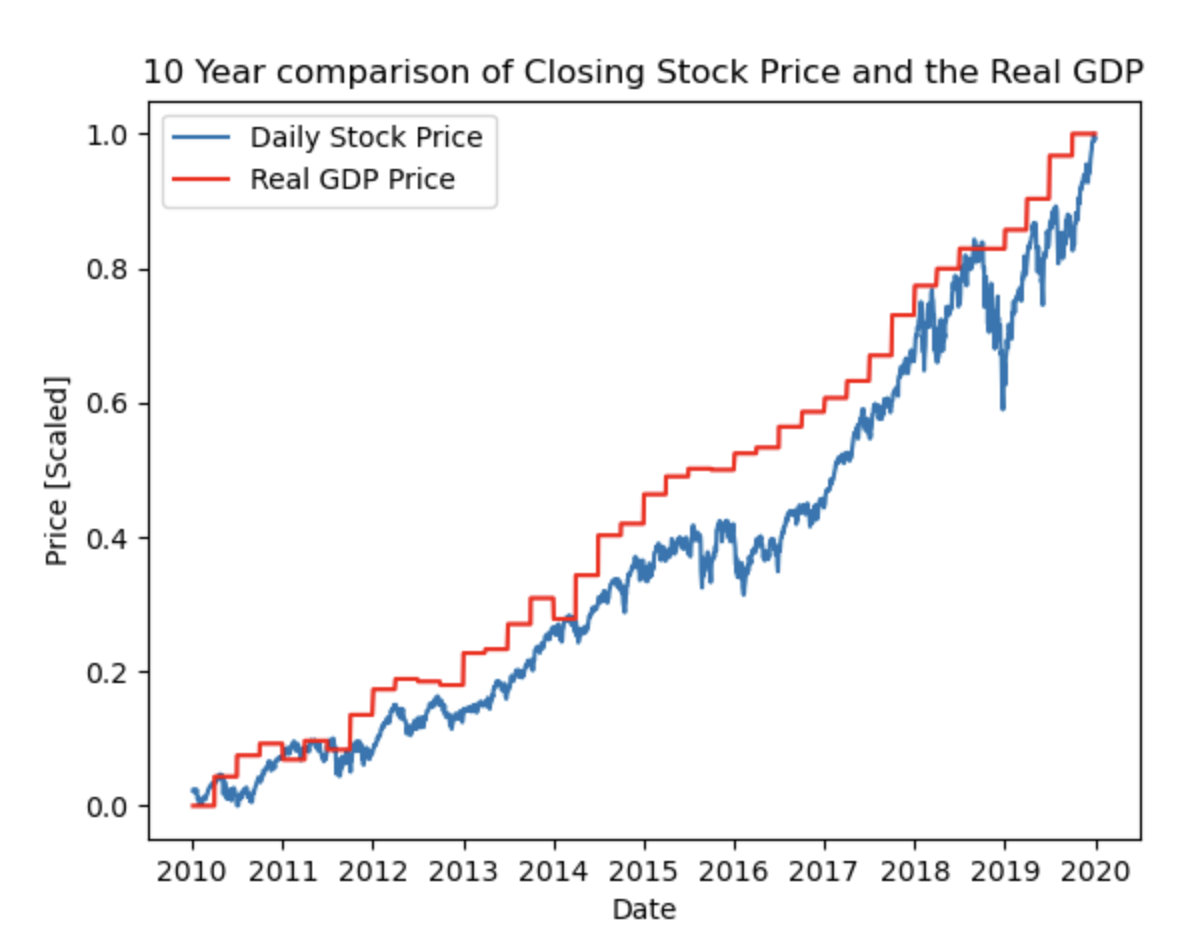 10 Year comparison of Closing Stock Price and the Real GDP
Daily Stock Price
Real GDP Price
1.0
0.8
0.6
0.4
0.2
0.0
Price [Scaled]
2010 2011 2012 2013 2014 2015 2016 2017 2018 2019 2020
Date